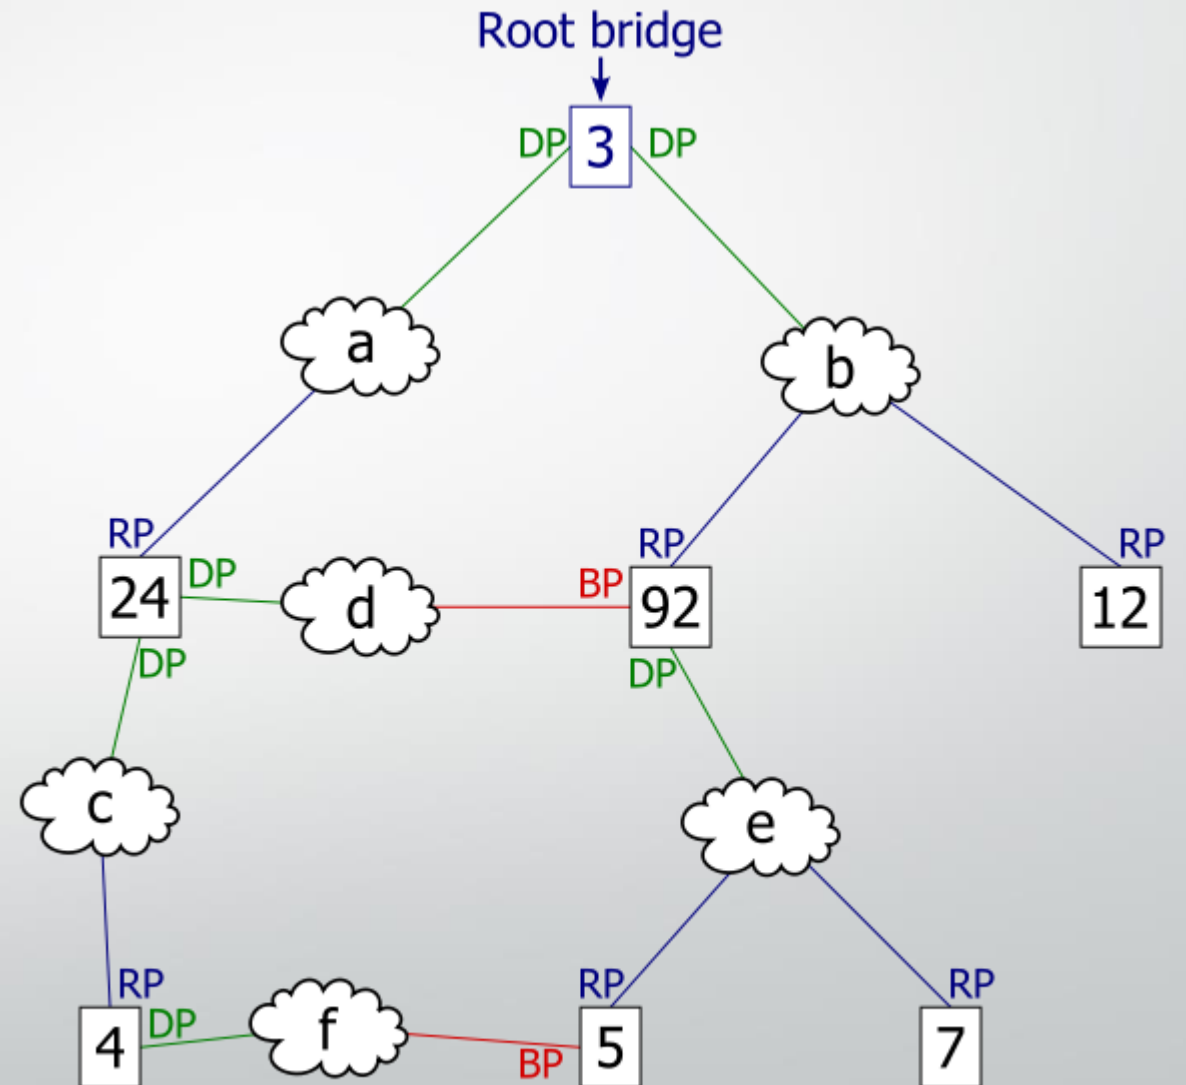 Root bridge
DP 3 DP
a
b
RP
RP
RP
24 DP
d
BP 92
12
DP
DP
c
e
RP
RP
RP
4 DP
f
BP 5
7